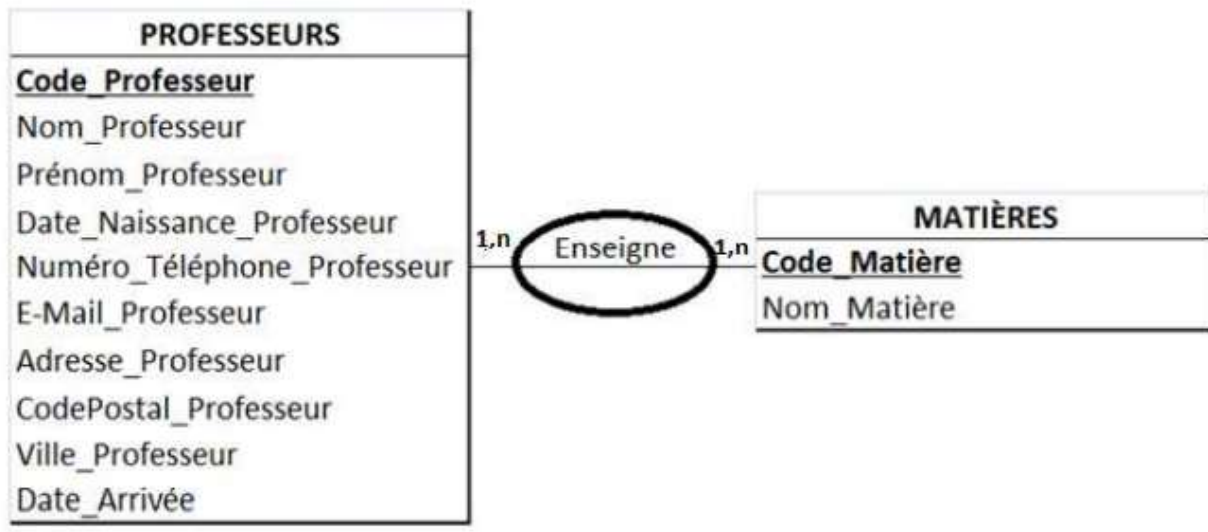 PROFESSEURS
Code_Professeur
Nom_Professeur
Prénom_Professeur
Date_Naissance_Professeur
Numéro_Téléphone_Professeur
E-Mail_Professeur
Adresse_Professeur
CodePostal_Professeur
Ville_Professeur
Date_Arrivée
1,n
Enseigne
1,n
MATIÈRES
Code_Matière
Nom_Matière